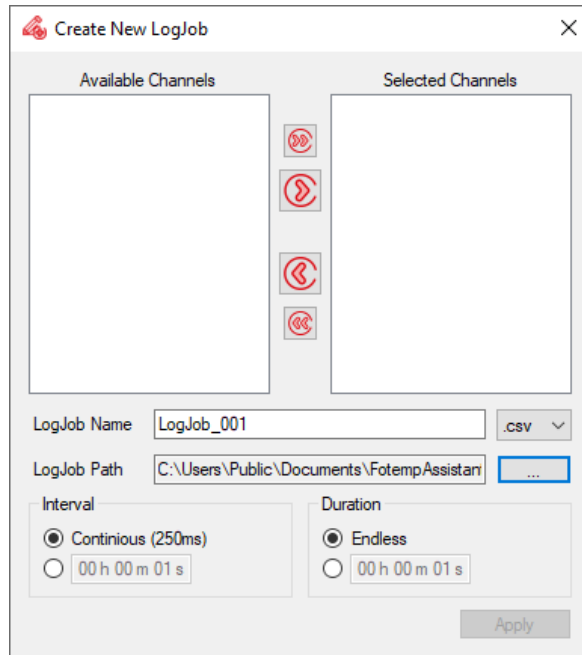 Create New LogJob
Available Channels
Selected Channels
LogJob Name
LogJob_001
.csv
LogJob Path
C:\Users\Public\Documents\FotempAssistan
...
Interval
Continious (250ms)
00 h 00 m 01 s
Duration
Endless
00 h 00 m 01 s
Apply